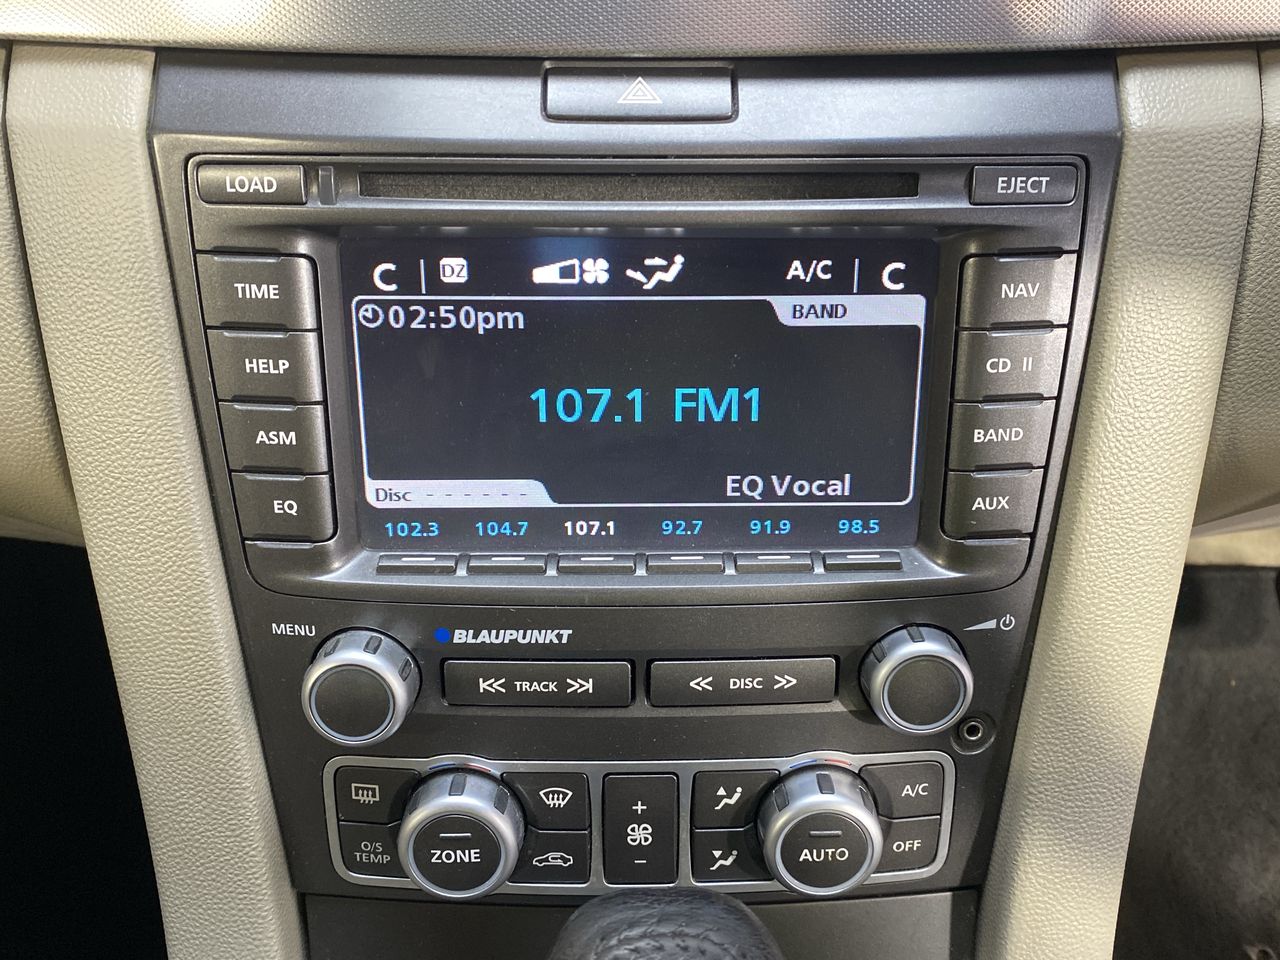 LOAD
EJECT
C
DZ
A/C
C
TIME
02:50pm
BAND
NAV
HELP
CD II
107.1 FM1
ASM
BAND
EQ
Disc - - - - - -
EQ Vocal
AUX
102.3 104.7 107.1 92.7 91.9 98.5
MENU
BLAUPUNKT
TRACK
DISC
A/C
+
O/S
TEMP
ZONE
-
AUTO
OFF